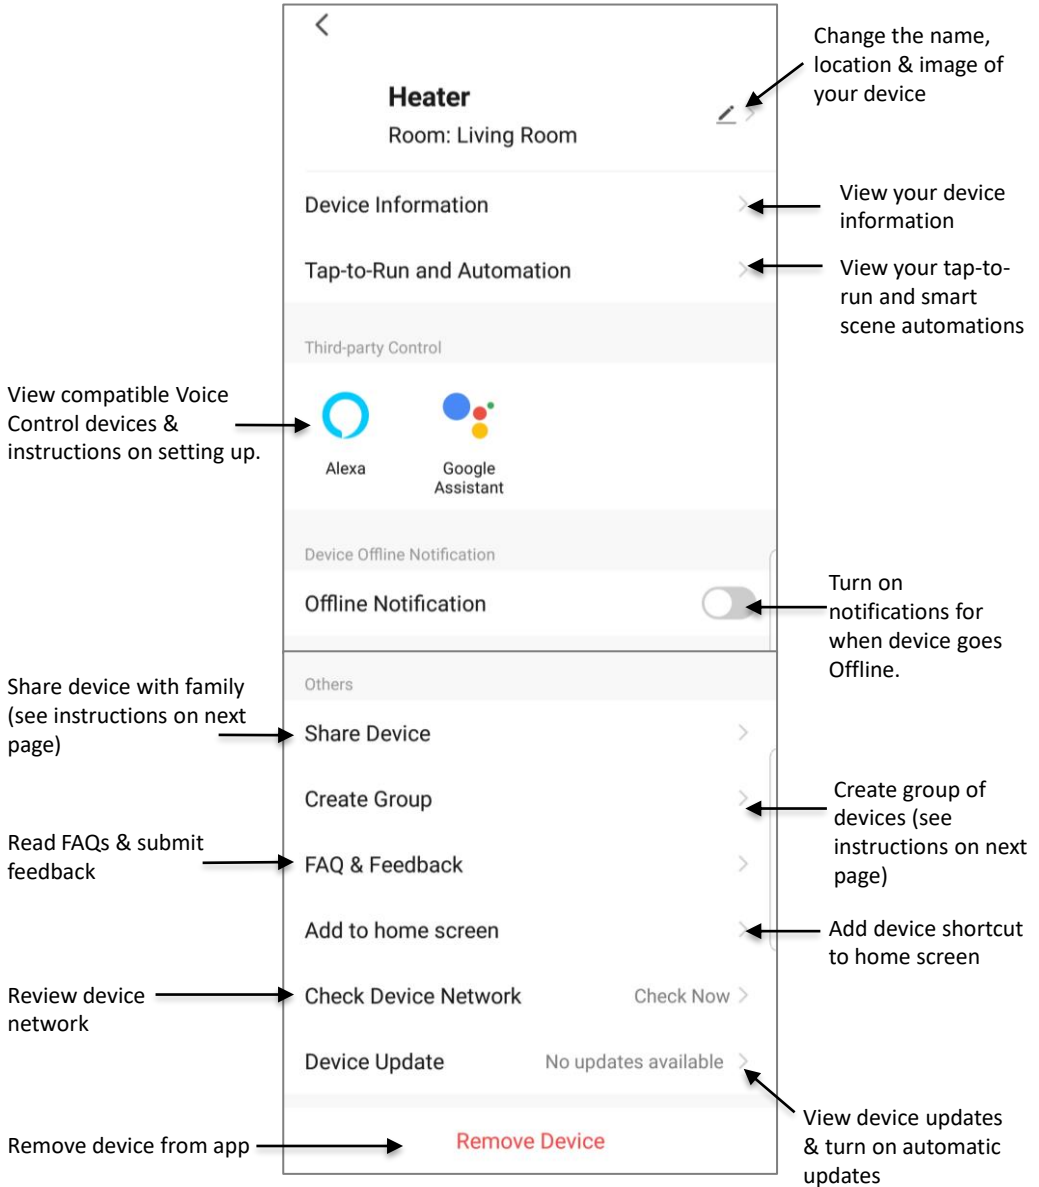 Change the name,
location & image of
your device
Heater
Room: Living Room
Device Information
View your device
information
Tap-to-Run and Automation
View your tap-to-
run and smart
scene automations
Third-party Control
View compatible Voice
Control devices &
instructions on setting up.
Alexa
Google
Assistant
Device Offline Notification
Offline Notification
Turn on
notifications for
when device goes
Offline.
Others
Share device with family
(see instructions on next
page)
Share Device
Create Group
Create group of
devices (see
instructions on next
page)
Read FAQs & submit
feedback
FAQ & Feedback
Add to home screen
Add device shortcut
to home screen
Review device
network
Check Device Network
Check Now
Device Update
No updates available
View device updates
& turn on automatic
updates
Remove device from app
Remove Device